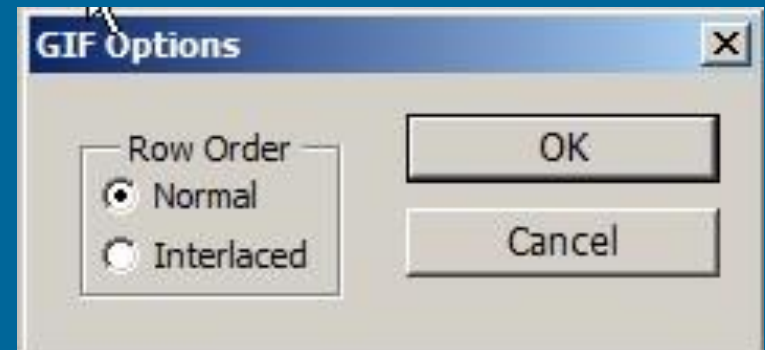 GIF Options
Row Order
Normal
Interlaced
OK
Cancel